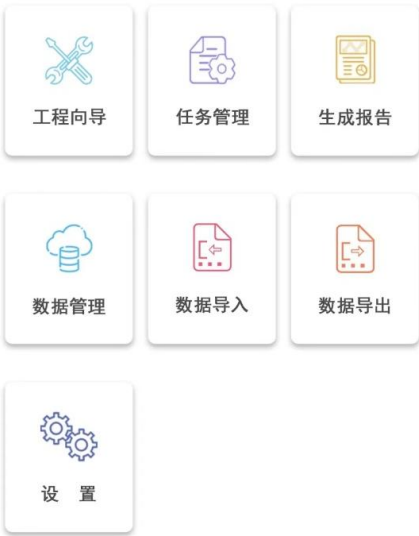 工程向导
任务管理
生成报告
数据管理
数据导入
数据导出
设 置